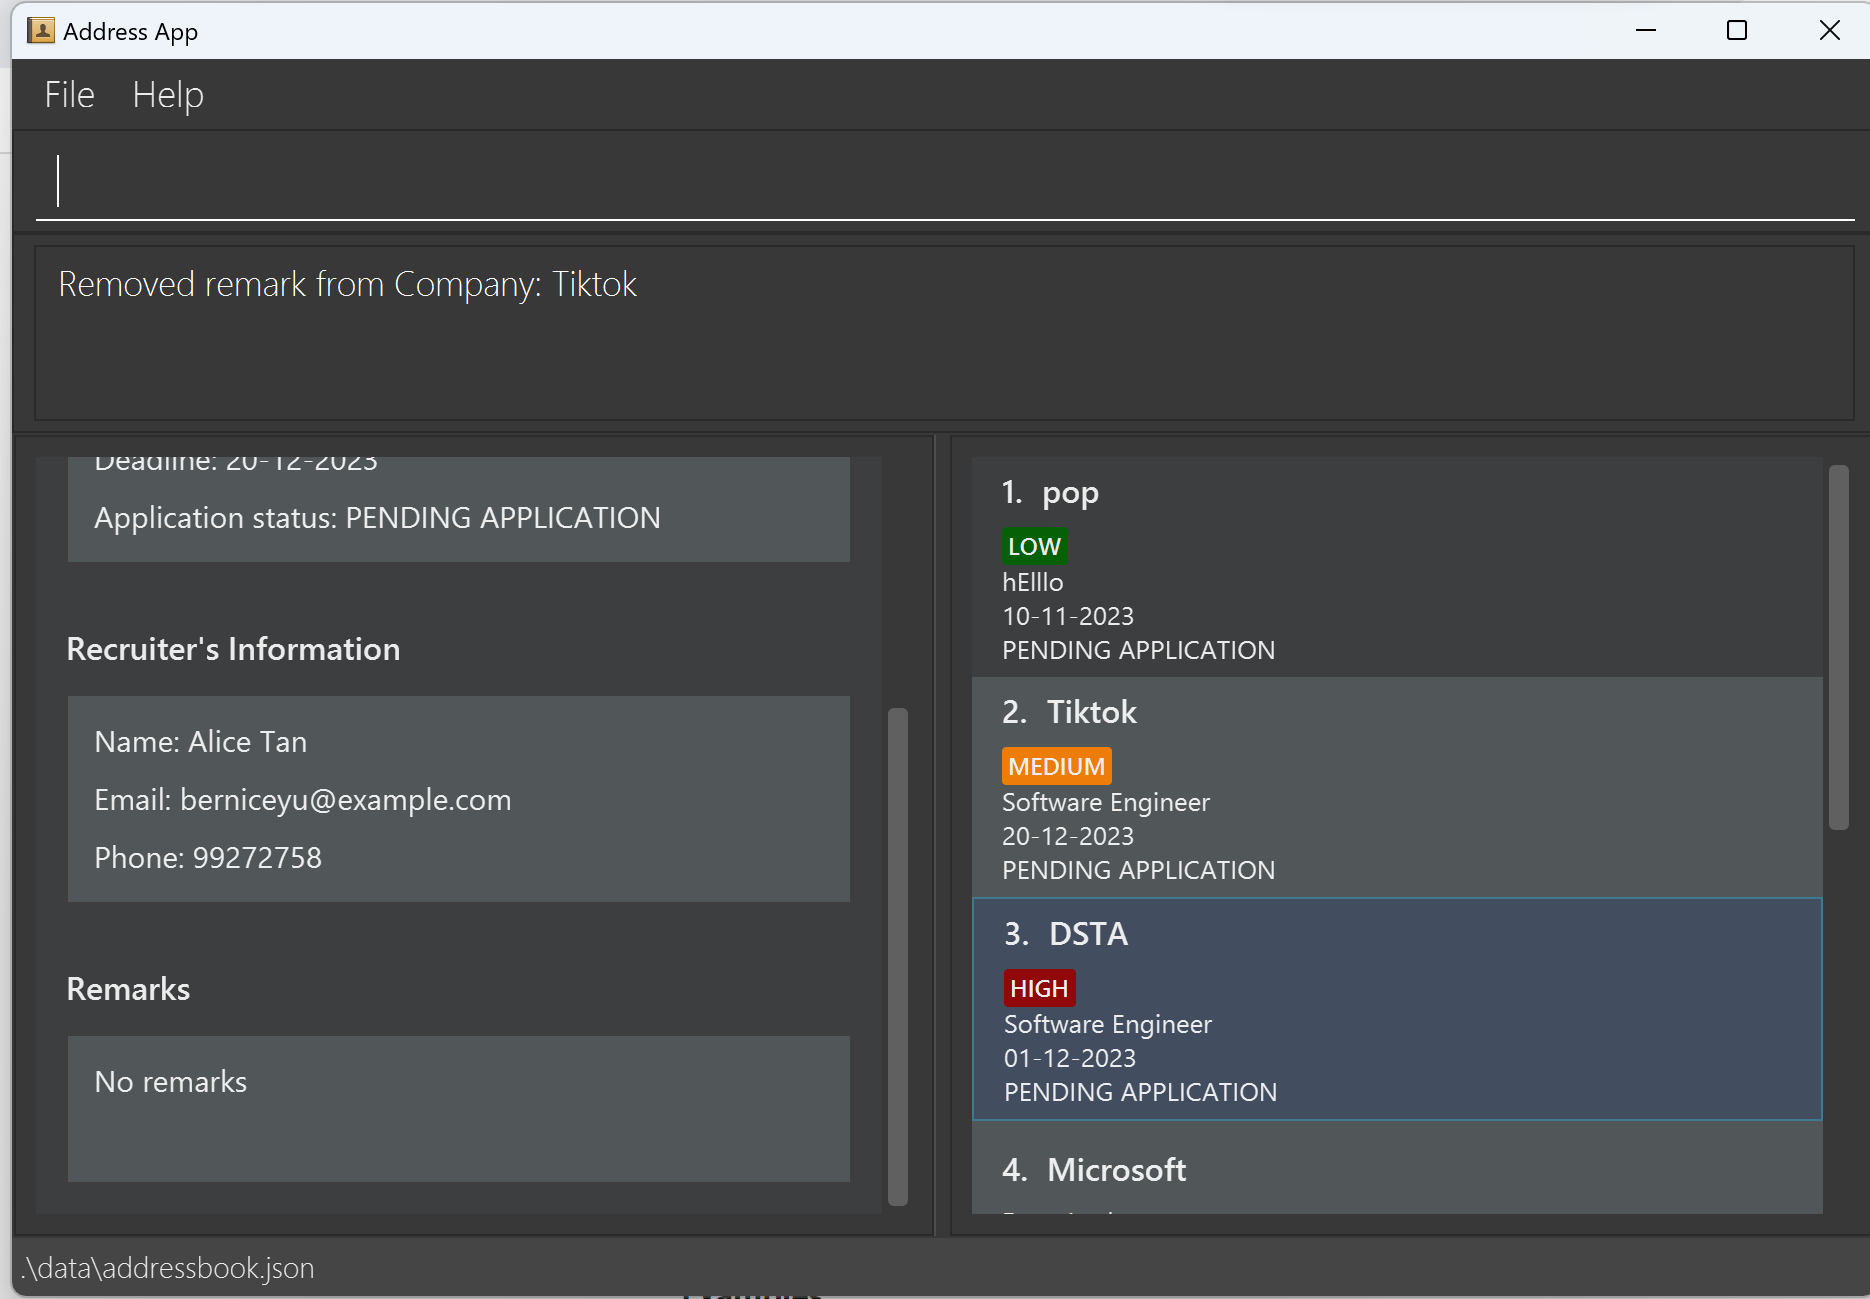 Address App
File Help
Removed remark from Company: Tiktok
Deadline: 20-12-2023
Application status: PENDING APPLICATION
Recruiter's Information
Name: Alice Tan
Email: berniceyu@example.com
Phone: 99272758
Remarks
No remarks
1. pop
LOW
hElllo
10-11-2023
PENDING APPLICATION
2. Tiktok
MEDIUM
Software Engineer
20-12-2023
PENDING APPLICATION
3. DSTA
HIGH
Software Engineer
01-12-2023
PENDING APPLICATION
4. Microsoft
.\data\addressbook.json